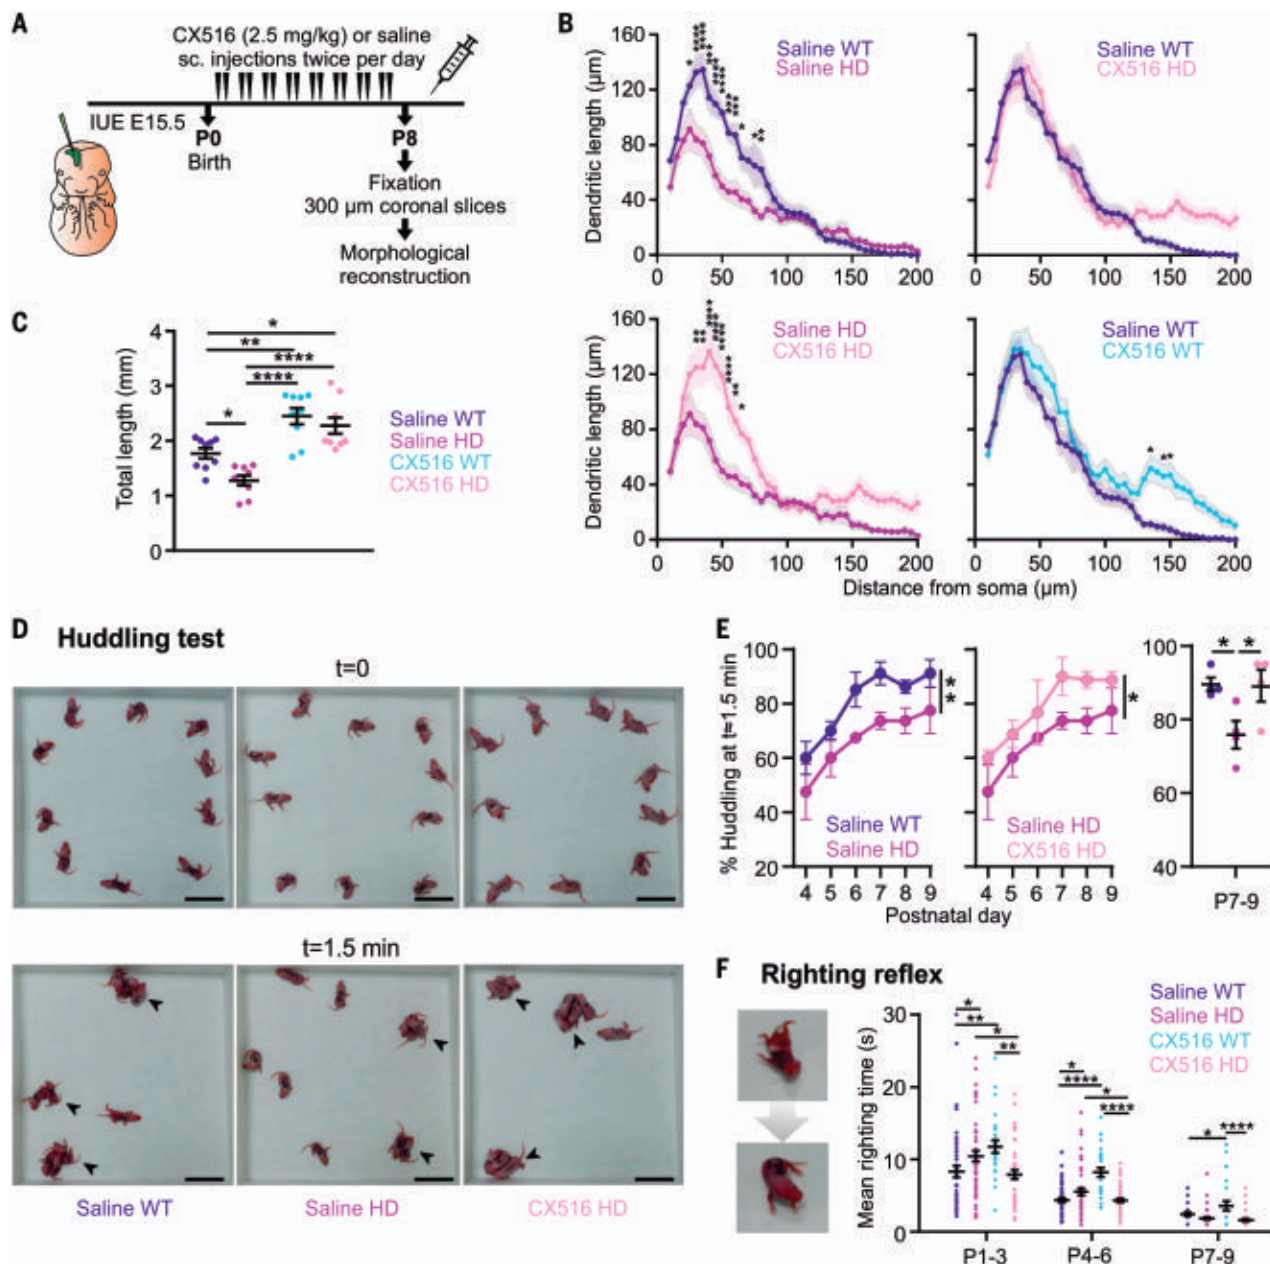 A
CX516 (2.5 mg/kg) or saline
sc. injections twice per day
IUE E15.5
P0
Birth
P8
Fixation
300 µm coronal slices
Morphological
reconstruction
B
Dendritic length (µm)
160
120
80
40
0
Saline WT
Saline HD
* **** **** *** **** **** *** *** * * **
0 50 100 150 200
Saline WT
CX516 HD
0 50 100 150 200
Dendritic length (µm)
160
120
80
40
0
Saline HD
CX516 HD
0 50 100 150 200
Saline WT
CX516 WT
* **
0 50 100 150 200
Distance from soma (µm)
C
Total length (mm)
4
3
2
1
0
*
**
****
****
*
Saline WT
Saline HD
CX516 WT
CX516 HD
D Huddling test
t=0
t=1.5 min
Saline WT
Saline HD
CX516 HD
E
% Huddling at t=1.5 min
100
80
60
40
20
**
Saline WT
Saline HD
4 5 6 7 8 9
*
Saline HD
CX516 HD
4 5 6 7 8 9
Postnatal day
100
80
60
40
* *
P7-9
F Righting reflex
Mean righting time (s)
30
20
10
0
Saline WT
Saline HD
CX516 WT
CX516 HD
*
**
*
**
*
****
*
****
*
****
P1-3 P4-6 P7-9